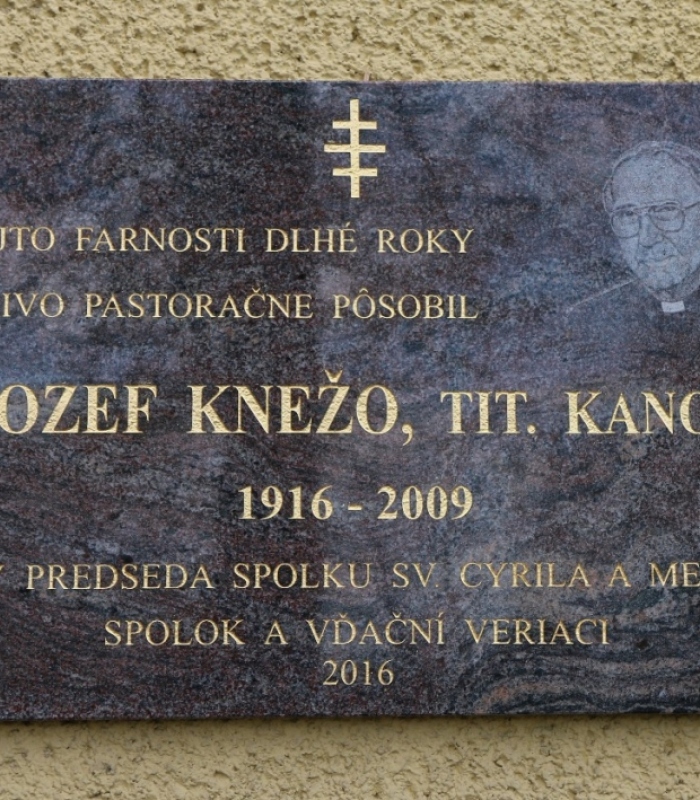 JTO FARNOSTI DLHÉ ROKY
IVO PASTORAČNE PÔSOBIL
OZEF KNEŽO, TIT. KANO
1916 - 2009
Ý PREDSEDA SPOLKU SV. CYRILA A ME
SPOLOK A VĎAČNÍ VERIACI
2016